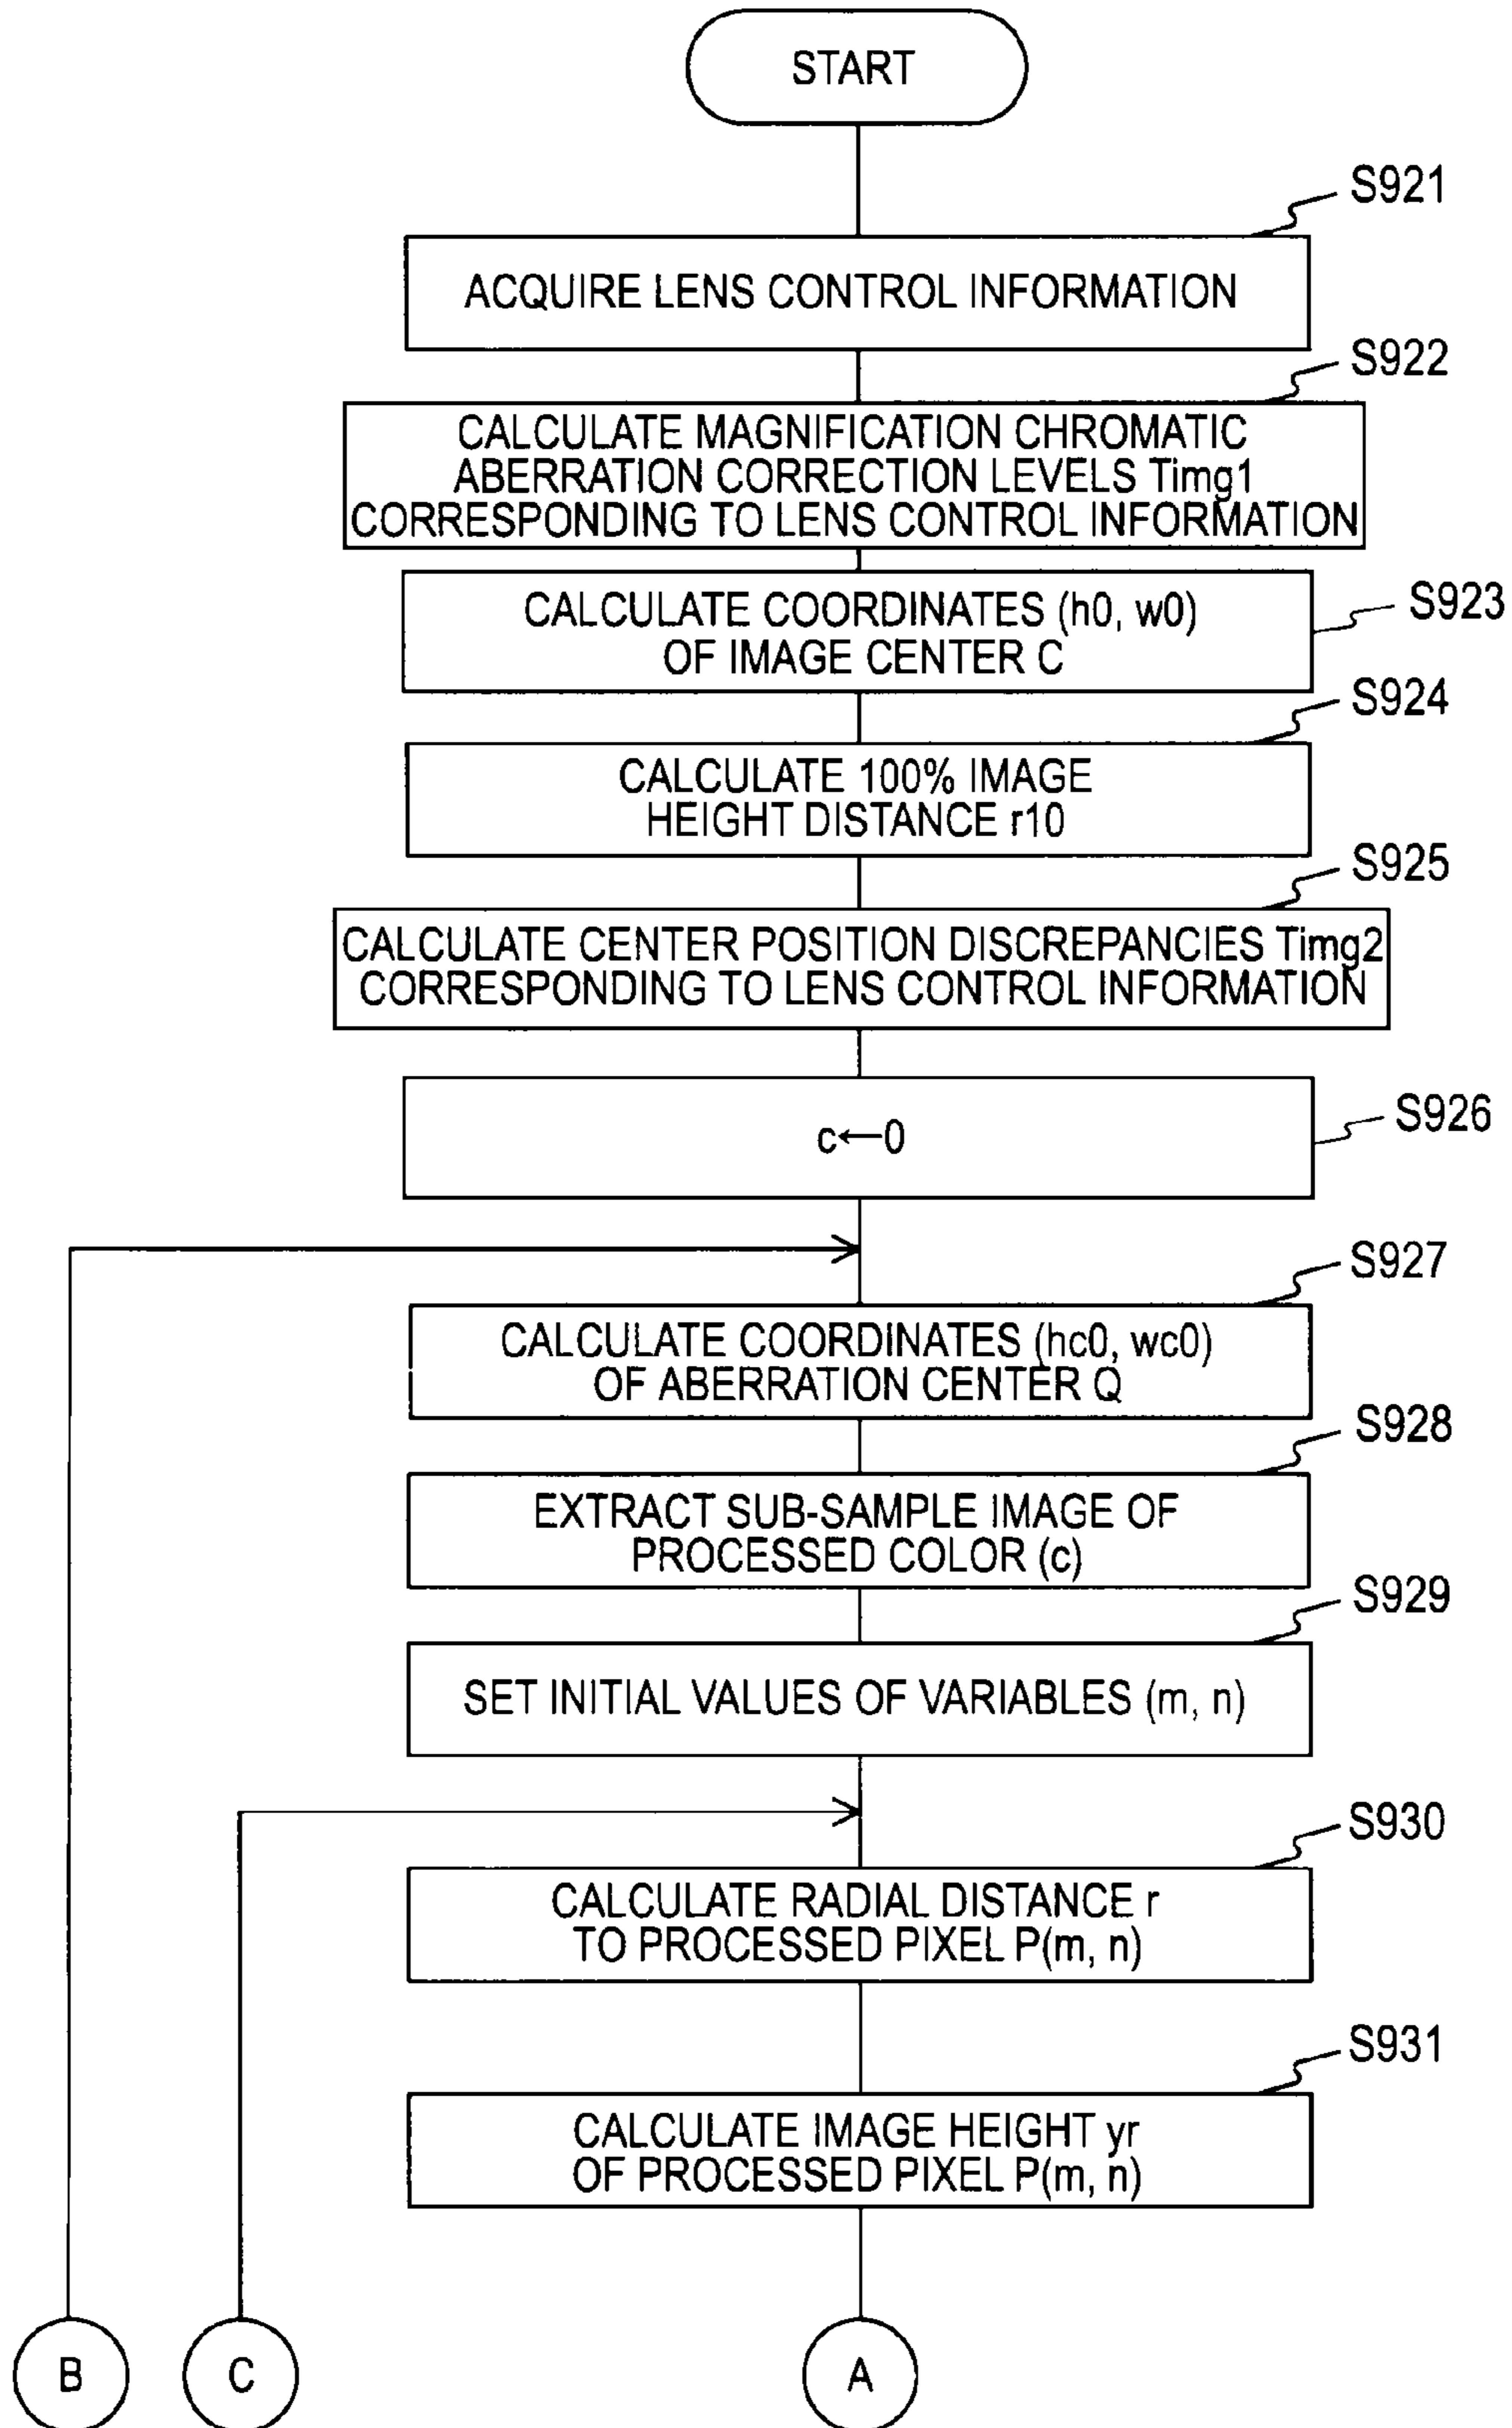 START
S921
ACQUIRE LENS CONTROL INFORMATION
S922
CALCULATE MAGNIFICATION CHROMATIC
ABERRATION CORRECTION LEVELS Timg1
CORRESPONDING TO LENS CONTROL INFORMATION
S923
CALCULATE COORDINATES (h0, w0)
OF IMAGE CENTER C
S924
CALCULATE 100% IMAGE
HEIGHT DISTANCE r10
S925
CALCULATE CENTER POSITION DISCREPANCIES Timg2
CORRESPONDING TO LENS CONTROL INFORMATION
S926
c←0
S927
CALCULATE COORDINATES (hc0, wc0)
OF ABERRATION CENTER Q
S928
EXTRACT SUB-SAMPLE IMAGE OF
PROCESSED COLOR (c)
S929
SET INITIAL VALUES OF VARIABLES (m, n)
S930
CALCULATE RADIAL DISTANCE r
TO PROCESSED PIXEL P(m, n)
S931
CALCULATE IMAGE HEIGHT yr
OF PROCESSED PIXEL P(m, n)
B
C
A